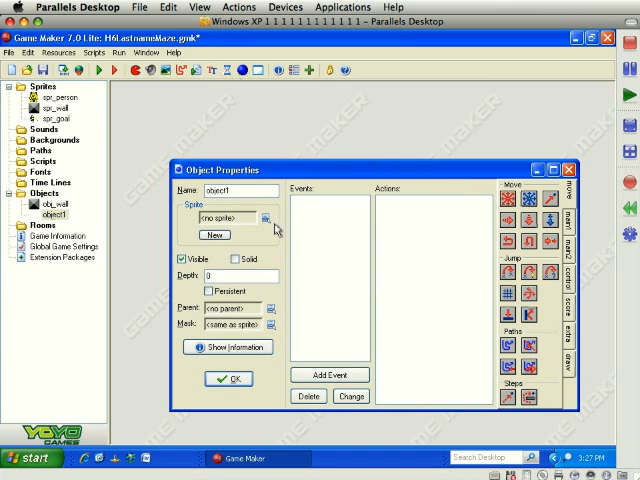 Parallels Desktop File View Actions Devices Applications Help
Windows XP 1 1 1 1 1 1 1 1 1 1 1 1 - Parallels Desktop
Game Maker 7.0 Lite: H6LastnameMaze.gmk*
File Edit Resources Scripts Run Window Help
Sprites
spr_person
spr_wall
spr_goal
Sounds
Backgrounds
Paths
Scripts
Fonts
Time Lines
Objects
obj_wall
object1
Rooms
Game Information
Global Game Settings
Extension Packages
YOYO
GAMES
GAME MAKER
Object Properties
Name: object1
Sprite
<no sprite>
New
Visible Solid
Depth: 0
Persistent
Parent: <no parent>
Mask: <same as sprite>
Show Information
OK
Events:
Add Event
Delete Change
Actions:
Move
Jump
Paths
Steps
move
main1
main2
control
score
extra
draw
start
Game Maker
Search Desktop
3:27 PM